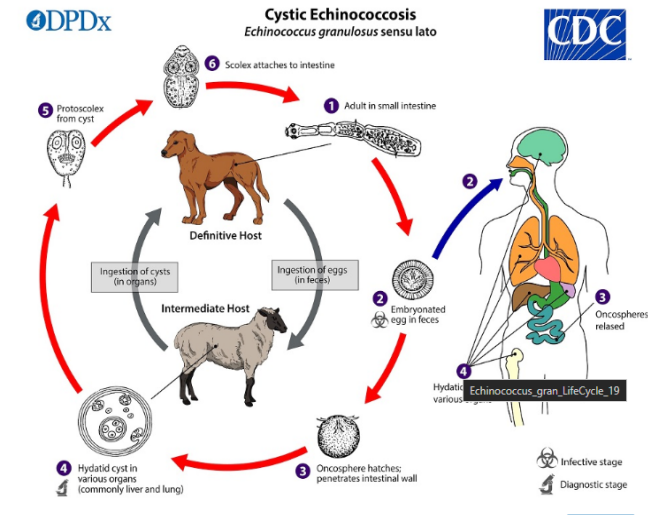 DPDx
Cystic Echinococcosis
Echinococcus granulosus sensu lato
CDC
6 Scolex attaches to intestine
5 Protoscolex
from cyst
1 Adult in small intestine
2
Definitive Host
Ingestion of cysts
(in organs)
Ingestion of eggs
(in feces)
Intermediate Host
2 Embryonated
egg in feces
3
Oncospheres
relased
4
Hydatid
various
Echinococcus_gran_LifeCycle_19
4 Hydatid cyst in
various organs
(commonly liver and lung)
3 Oncosphere hatches;
penetrates intestinal wall
Infective stage
Diagnostic stage